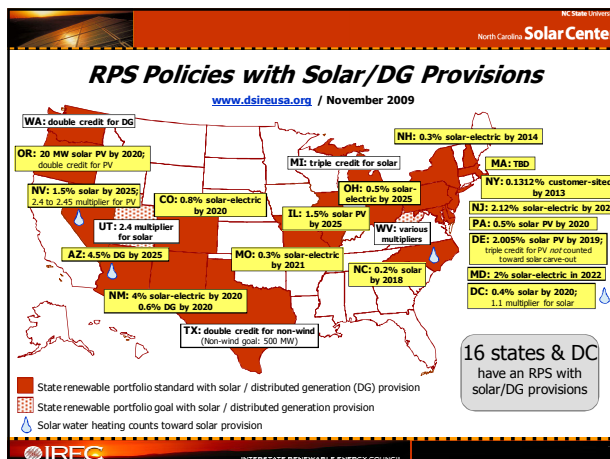 NC State Univers
North Carolina Solar Cente
RPS Policies with Solar/DG Provisions
www.dsireusa.org / November 2009
WA: double credit for DG
NH: 0.3% solar-electric by 2014
OR: 20 MW solar PV by 2020;
double credit for PV
MI: triple credit for solar
MA: TBD
NV: 1.5% solar by 2025;
2.4 to 2.45 multiplier for PV
OH: 0.5% solar-
electric by 2025
NY: 0.1312% customer-sited
by 2013
CO: 0.8% solar-electric
by 2020
IL: 1.5% solar PV
by 2025
NJ: 2.12% solar-electric by 202
UT: 2.4 multiplier
for solar
WV: various
multipliers
PA: 0.5% solar PV by 2020
DE: 2.005% solar PV by 2019;
triple credit for PV not counted
toward solar carve-out
AZ: 4.5% DG by 2025
MO: 0.3% solar-electric
by 2021
NC: 0.2% solar
by 2018
MD: 2% solar-electric in 2022
NM: 4% solar-electric by 2020
0.6% DG by 2020
DC: 0.4% solar by 2020;
1.1 multiplier for solar
TX: double credit for non-wind
(Non-wind goal: 500 MW)
16 states & DC
have an RPS with
solar/DG provisions
State renewable portfolio standard with solar / distributed generation (DG) provision
State renewable portfolio goal with solar / distributed generation provision
Solar water heating counts toward solar provision
IREC
INTERSTATE RENEWABLE ENERGY COUNCIL